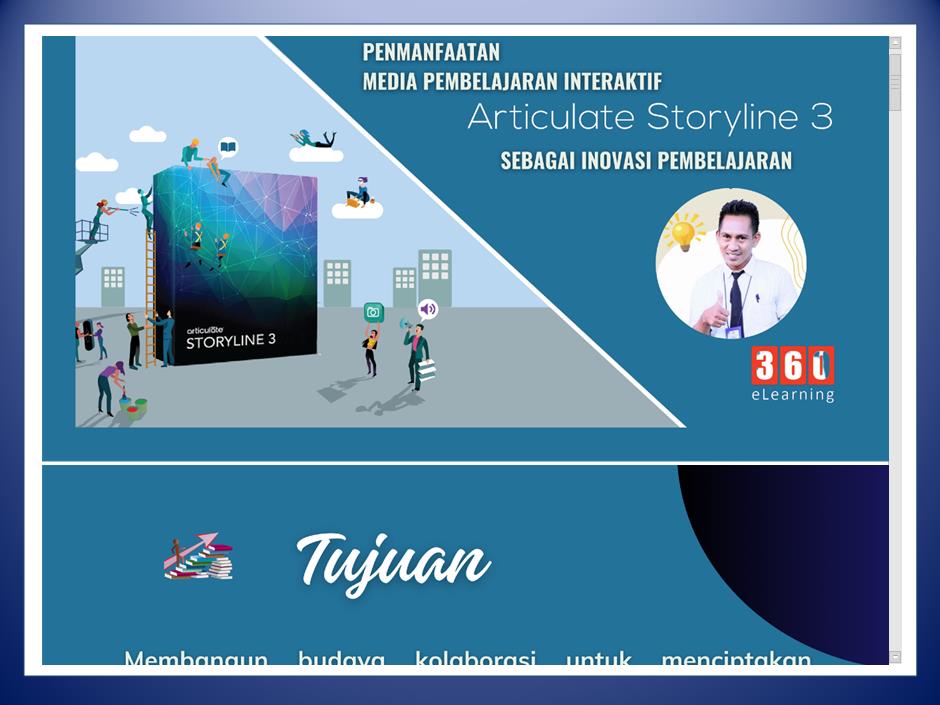 PENMANFAATAN
MEDIA PEMBELAJARAN INTERAKTIF
Articulate Storyline 3
SEBAGAI INOVASI PEMBELAJARAN
articulate
STORYLINE 3
360
eLearning
Tujuan
Membangun budaya kolaborasi untuk menciptakan